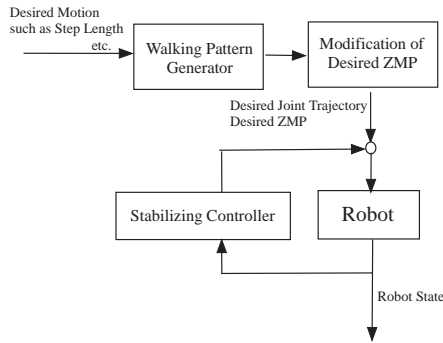 Desired Motion
such as Step Length
etc.
Walking Pattern
Generator
Modification of
Desired ZMP
Desired Joint Trajectory
Desired ZMP
Stabilizing Controller
Robot
Robot State